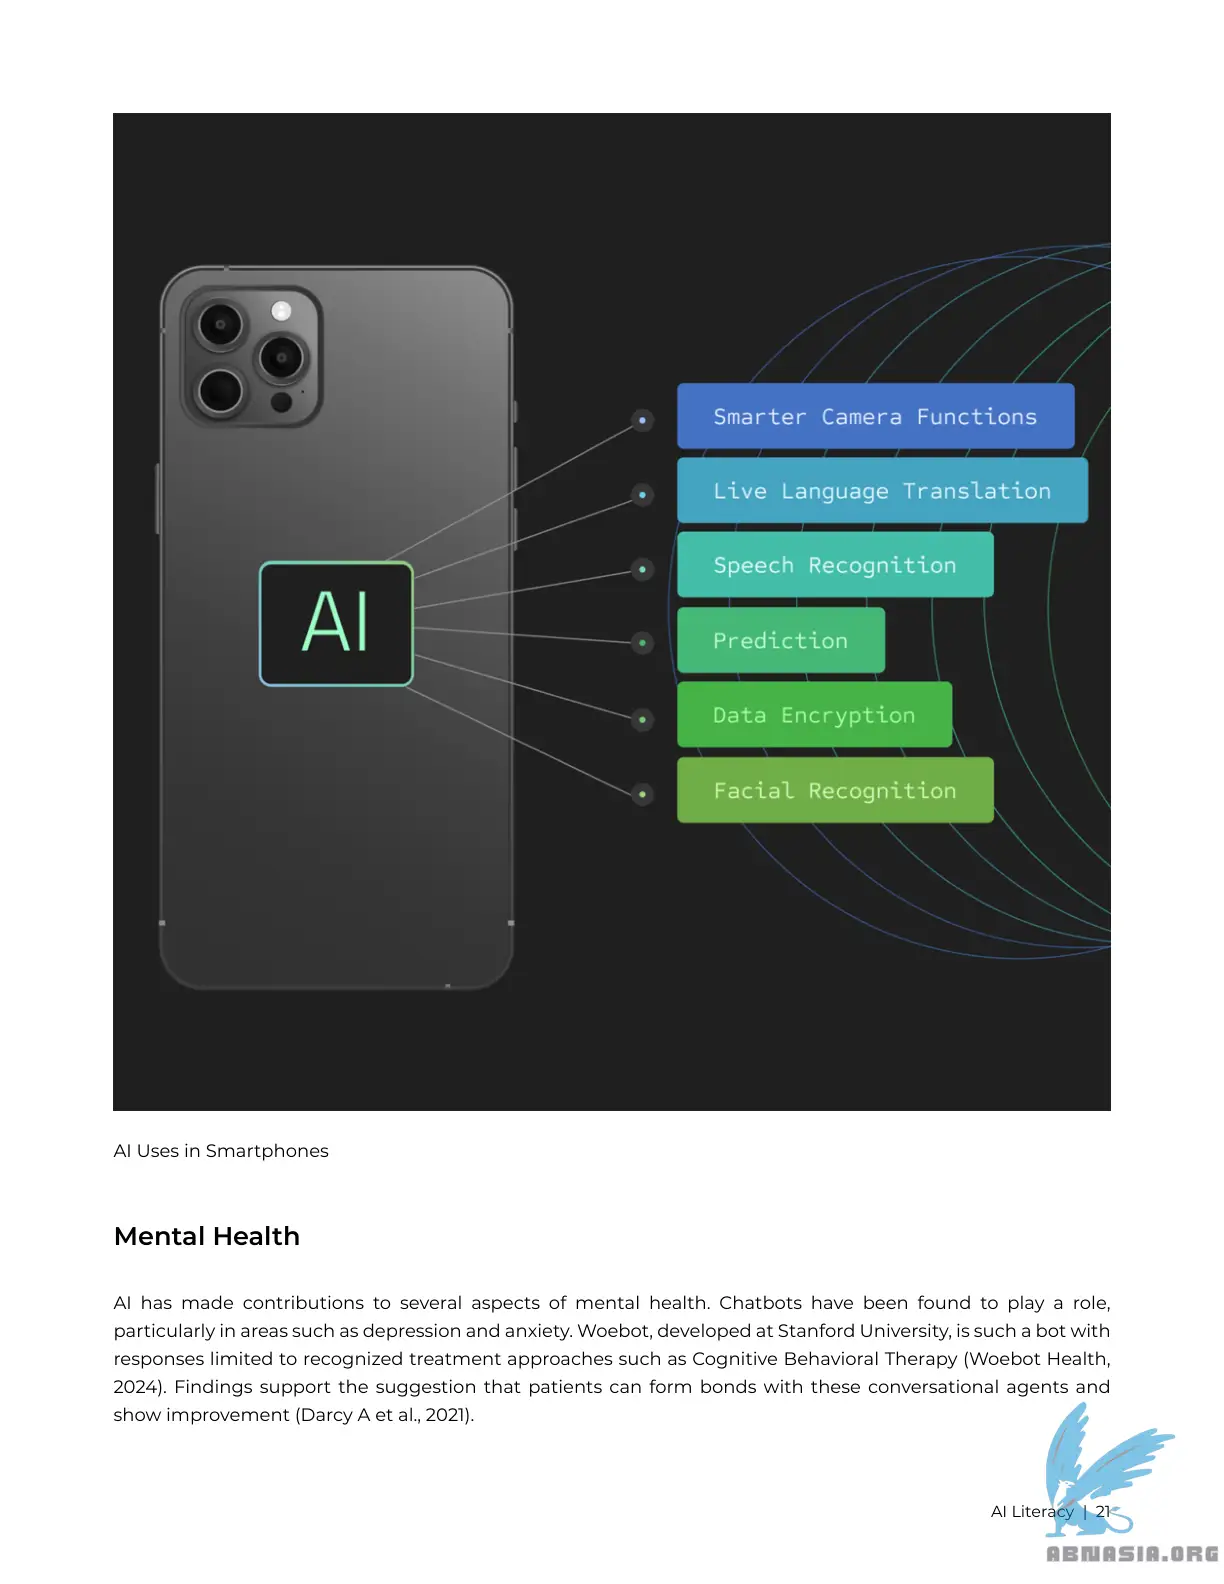 AI
Smarter Camera Functions
Live Language Translation
Speech Recognition
Prediction
Data Encryption
Facial Recognition
AI Uses in Smartphones
Mental Health
AI has made contributions to several aspects of mental health. Chatbots have been found to play a role,
particularly in areas such as depression and anxiety. Woebot, developed at Stanford University, is such a bot with
responses limited to recognized treatment approaches such as Cognitive Behavioral Therapy (Woebot Health,
2024). Findings support the suggestion that patients can form bonds with these conversational agents and
show improvement (Darcy A et al., 2021).
AI Literacy | 21
ABNASIA.ORG